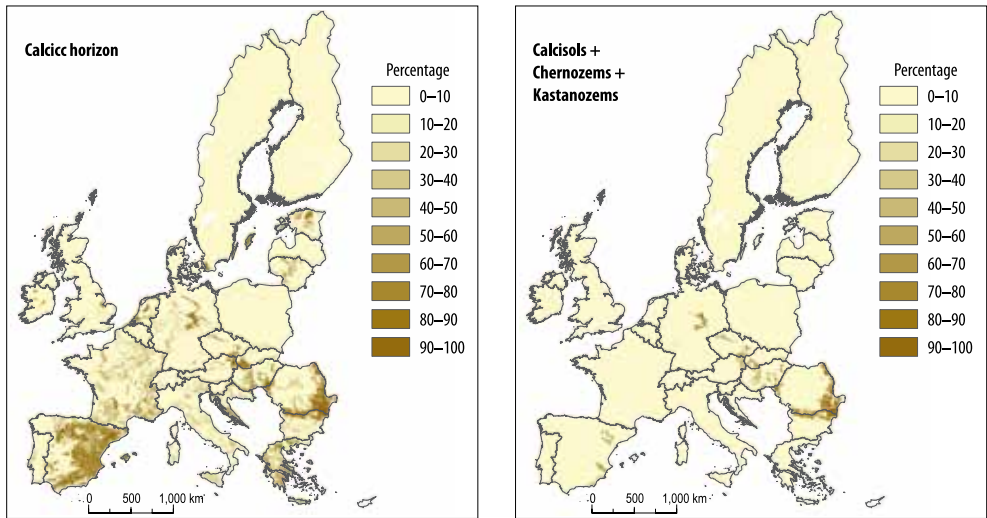 Calcicc horizon
Percentage
0–10
10–20
20–30
30–40
40–50
50–60
60–70
70–80
80–90
90–100
0 500 1,000 km
Calcisols +
Chernozems +
Kastanozems
Percentage
0–10
10–20
20–30
30–40
40–50
50–60
60–70
70–80
80–90
90–100
0 500 1,000 km